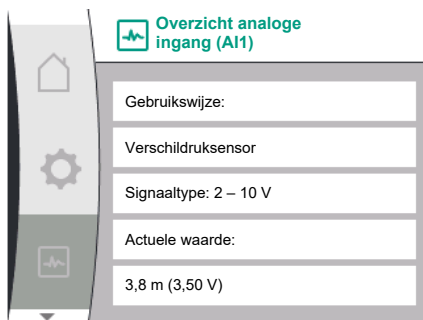 Overzicht analoge
ingang (AI1)
Gebruikswijze:
Verschildruksensor
Signaaltype: 2 – 10 V
Actuele waarde:
3,8 m (3,50 V)